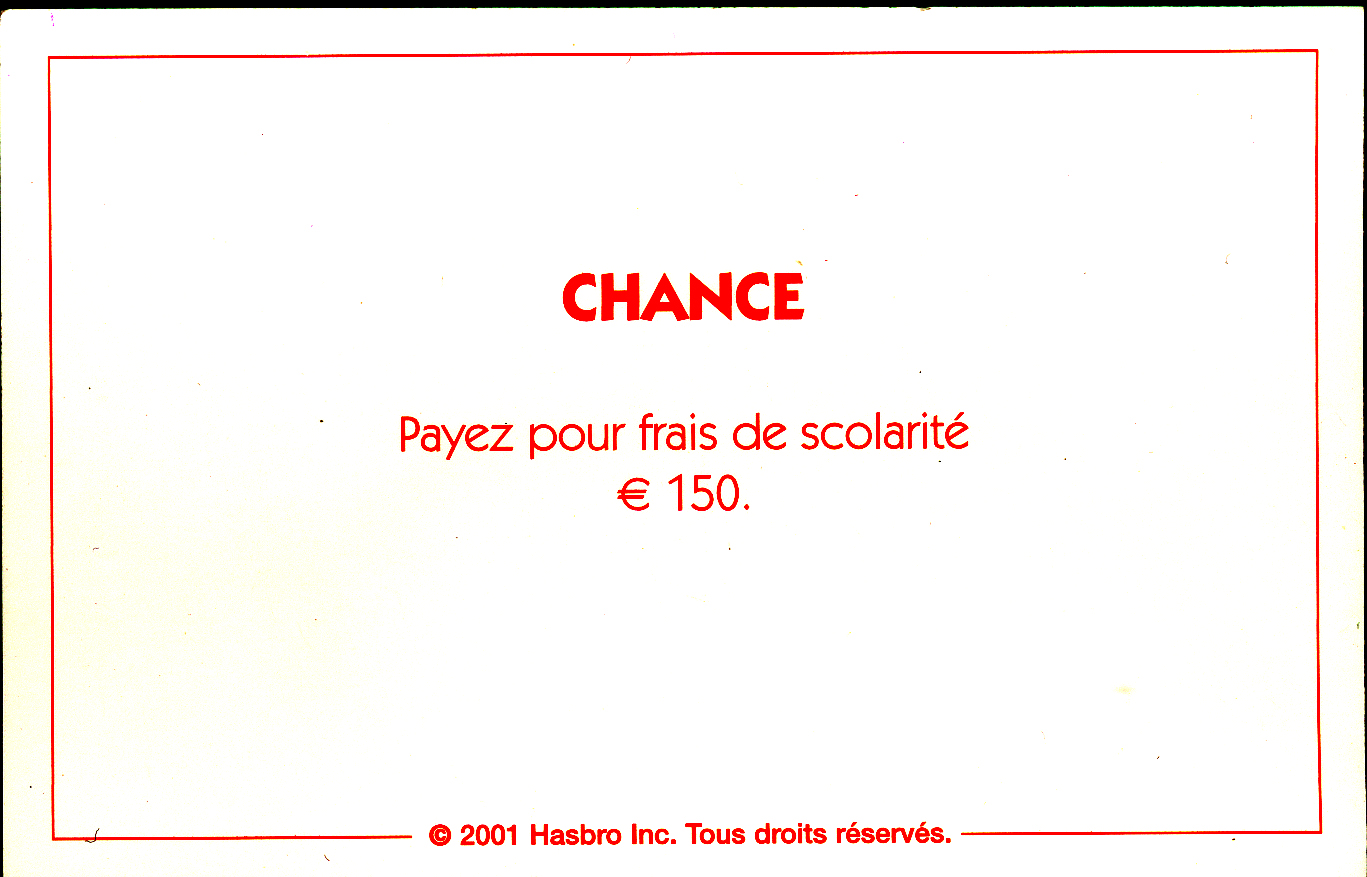 CHANCE
Payez pour frais de scolarité
€ 150.
© 2001 Hasbro Inc. Tous droits réservés.